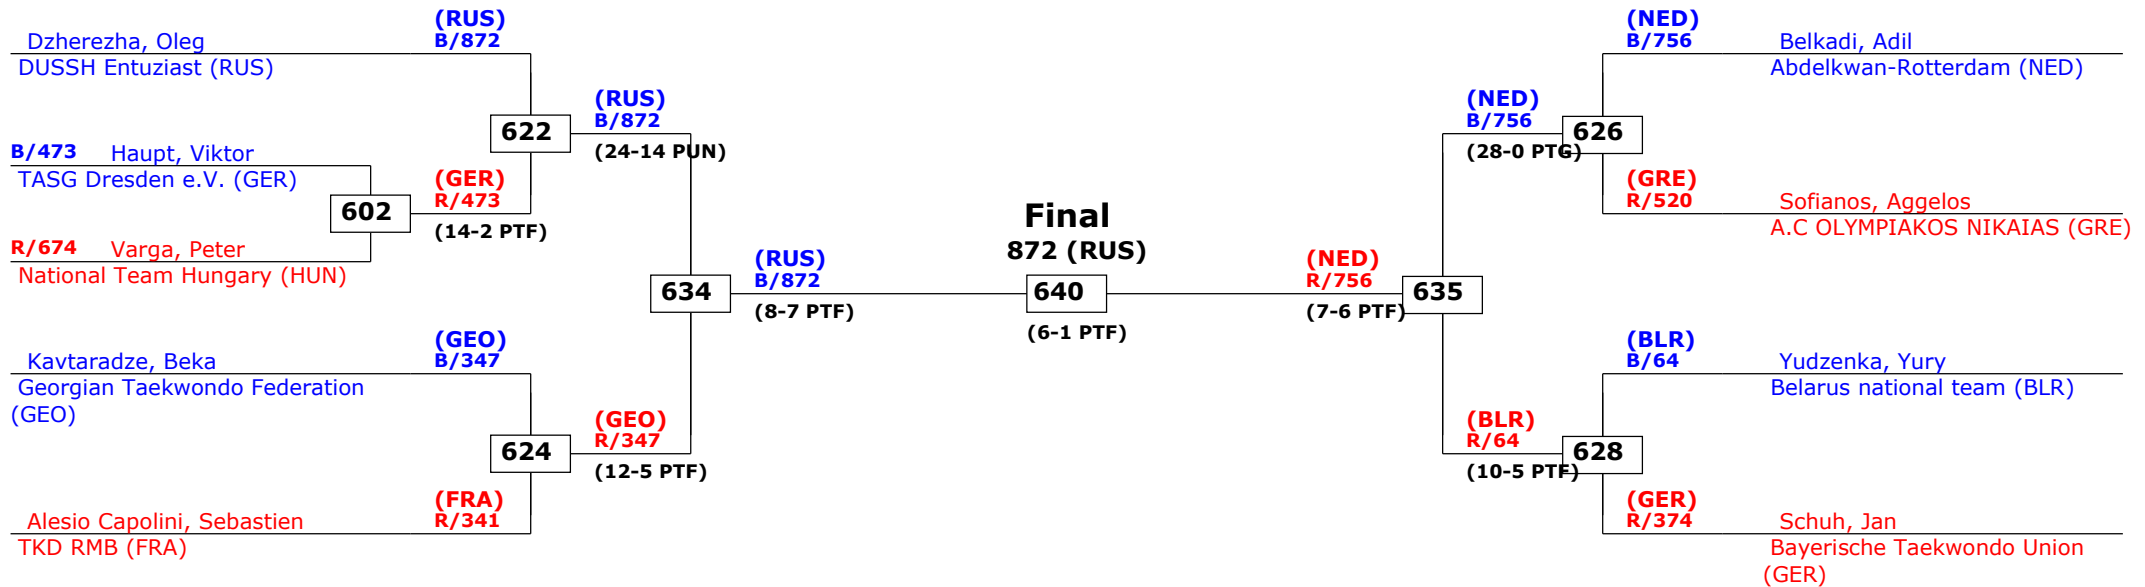 (RUS)
B/872
Dzherezha, Oleg
DUSSH Entuziast (RUS)
B/473 Haupt, Viktor
TASG Dresden e.V. (GER)
602
R/674 Varga, Peter
National Team Hungary (HUN)
(GER)
R/473
(14-2 PTF)
622
(RUS)
B/872
(24-14 PUN)
(GEO)
B/347
Kavtaradze, Beka
Georgian Taekwondo Federation
(GEO)
624
(FRA)
R/341
Alesio Capolini, Sebastien
TKD RMB (FRA)
(GEO)
R/347
(12-5 PTF)
634
(RUS)
B/872
(8-7 PTF)
Final
872 (RUS)
640
(6-1 PTF)
(NED)
R/756
(7-6 PTF)
635
(NED)
B/756
(28-0 PTG)
626
(NED)
B/756
Belkadi, Adil
Abdelkwan-Rotterdam (NED)
(GRE)
R/520
Sofianos, Aggelos
A.C OLYMPIAKOS NIKAIAS (GRE)
(BLR)
R/64
(10-5 PTF)
628
(BLR)
B/64
Yudzenka, Yury
Belarus national team (BLR)
(GER)
R/374
Schuh, Jan
Bayerische Taekwondo Union
(GER)